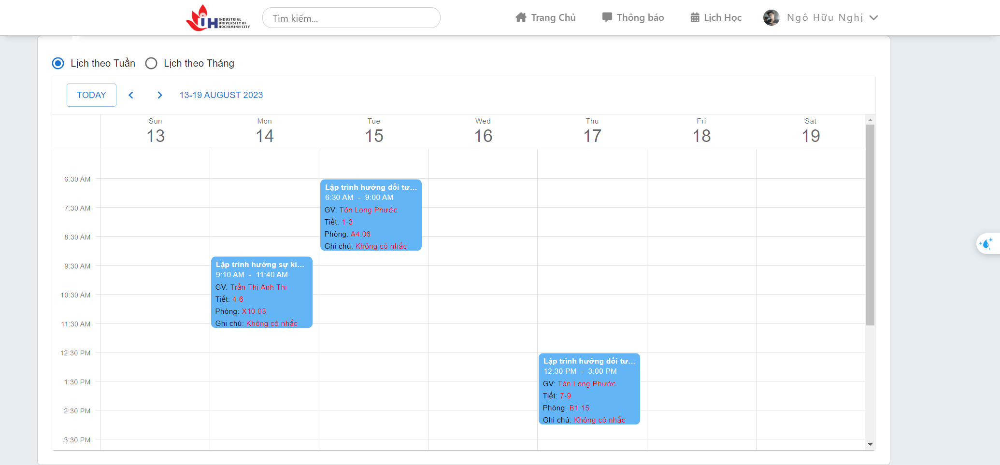 IUH INDUSTRIAL
UNIVERSITY OF
HOCHIMINH CITY
Tìm kiếm...
Trang Chủ
Thông báo
Lịch Học
Ngô Hữu Nghị
Lịch theo Tuần
Lịch theo Tháng
TODAY
13-19 AUGUST 2023
Sun
13
Mon
14
Tue
15
Wed
16
Thu
17
Fri
18
Sat
19
6:30 AM
7:30 AM
8:30 AM
9:30 AM
10:30 AM
11:30 AM
12:30 PM
1:30 PM
2:30 PM
3:30 PM
Lập trình hướng sự ki...
9:10 AM - 11:40 AM
GV: Trần Thị Anh Thi
Tiết: 4-6
Phòng: X10.03
Ghi chú: Không có nhắc
Lập trình hướng đối tư...
6:30 AM - 9:00 AM
GV: Tôn Long Phước
Tiết: 1-3
Phòng: A4.06
Ghi chú: Không có nhắc
Lập trình hướng đối tư...
12:30 PM - 3:00 PM
GV: Tôn Long Phước
Tiết: 7-9
Phòng: B1.15
Ghi chú: Không có nhắc